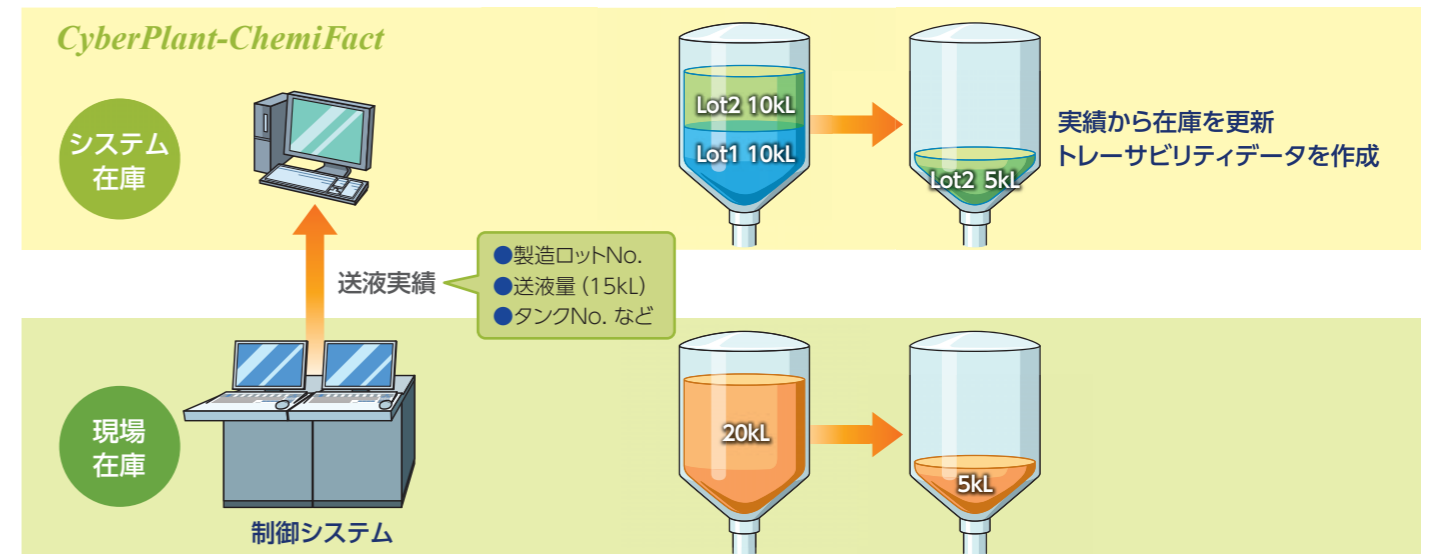 CyberPlant-ChemiFact
システム
在庫
Lot2 10kL
Lot1 10kL
Lot2 5kL
実績から在庫を更新
トレーサビリティデータを作成
送液実績
●製造ロットNo.
●送液量（15kL）
●タンクNo. など
現場
在庫
制御システム
20kL
5kL